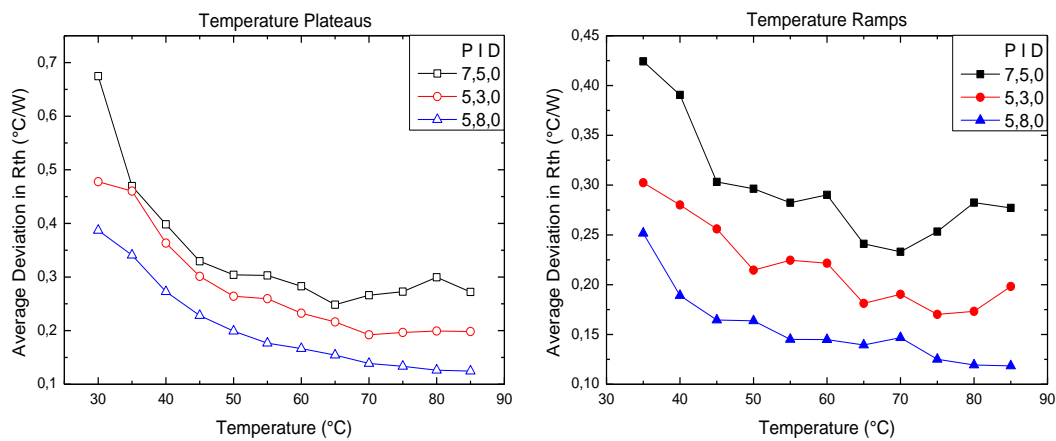 Temperature Plateaus
Average Deviation in Rth (°C/W)
0,7
0,6
0,5
0,4
0,3
0,2
0,1
P I D
7,5,0
5,3,0
5,8,0
30 40 50 60 70 80 90
Temperature (°C)
Temperature Ramps
Average Deviation in Rth (°C/W)
0,45
0,40
0,35
0,30
0,25
0,20
0,15
0,10
P I D
7,5,0
5,3,0
5,8,0
30 40 50 60 70 80 90
Temperature (°C)